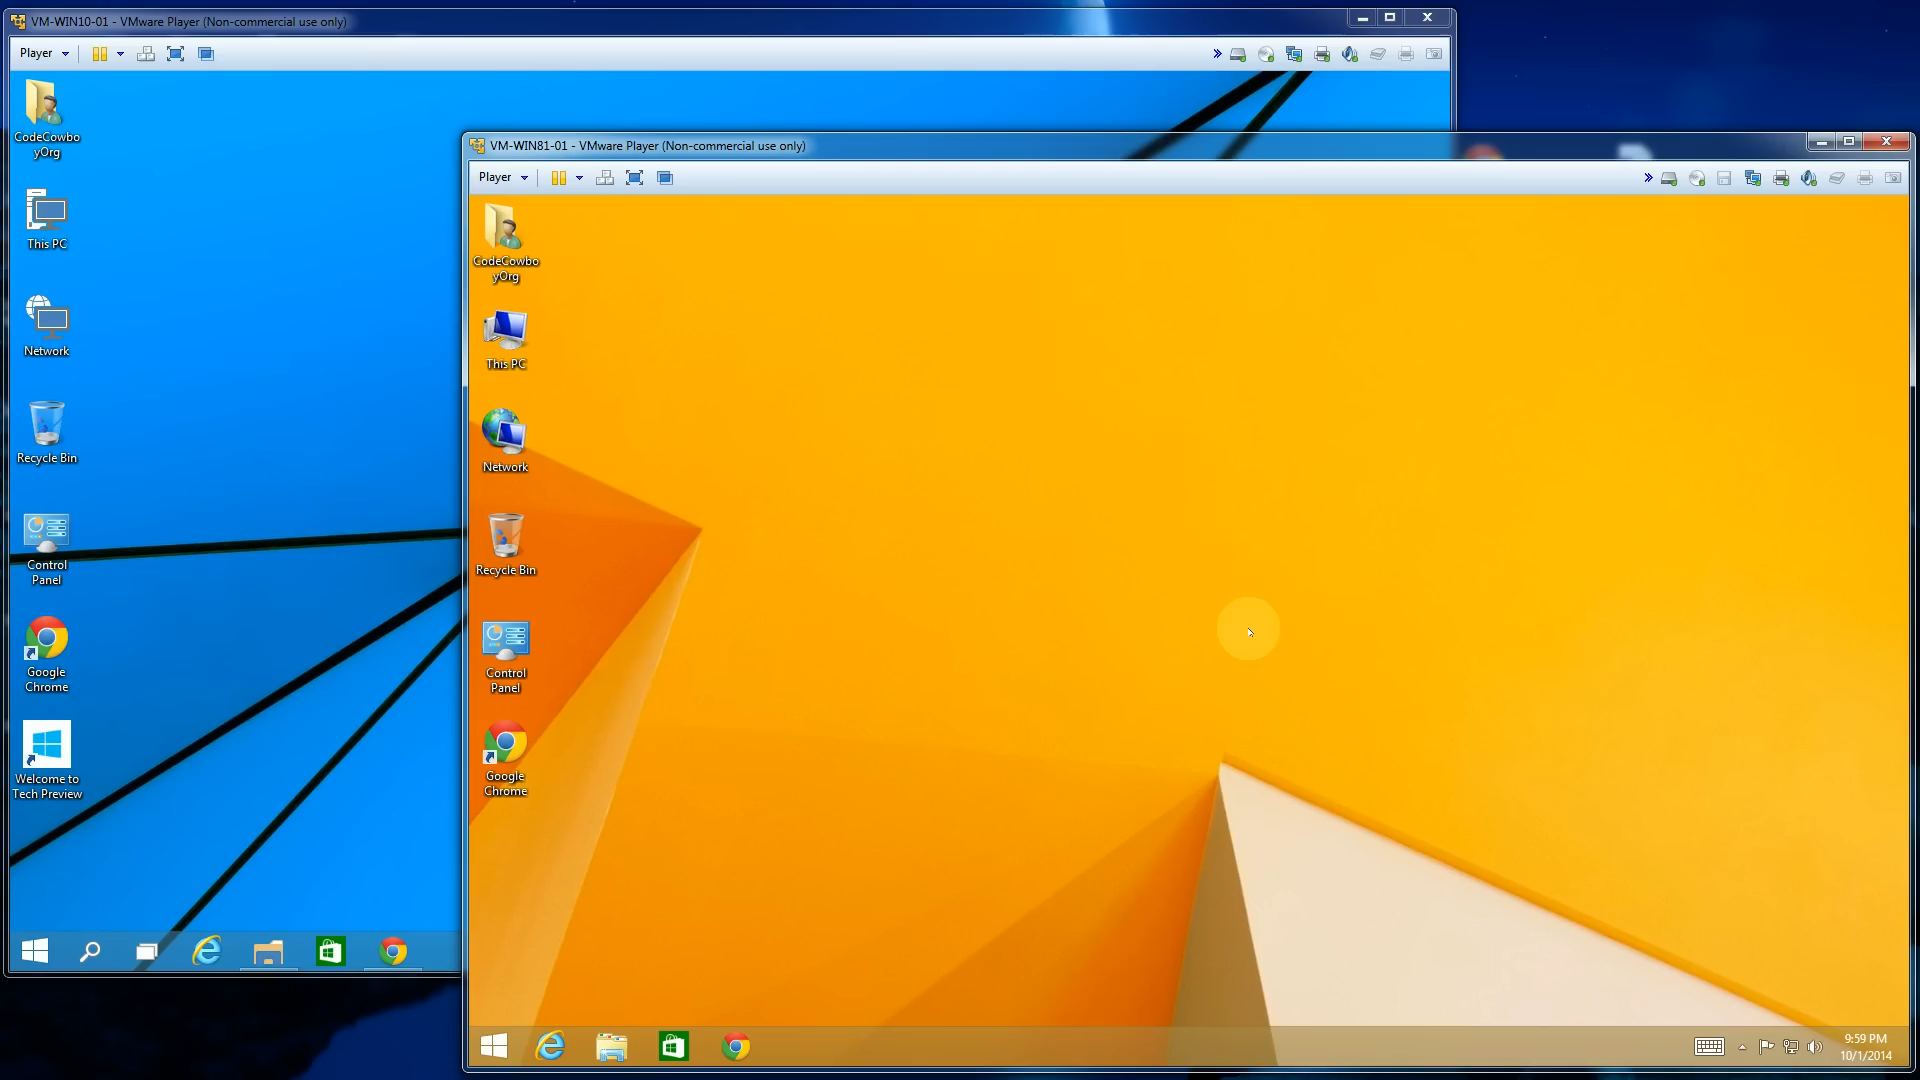 VM-WIN10-01 - VMware Player (Non-commercial use only)
Player
CodeCowbo
yOrg
This PC
Network
Recycle Bin
Control
Panel
Google
Chrome
Welcome to
Tech Preview
VM-WIN81-01 - VMware Player (Non-commercial use only)
Player
CodeCowbo
yOrg
This PC
Network
Recycle Bin
Control
Panel
Google
Chrome
9:59 PM
10/1/2014